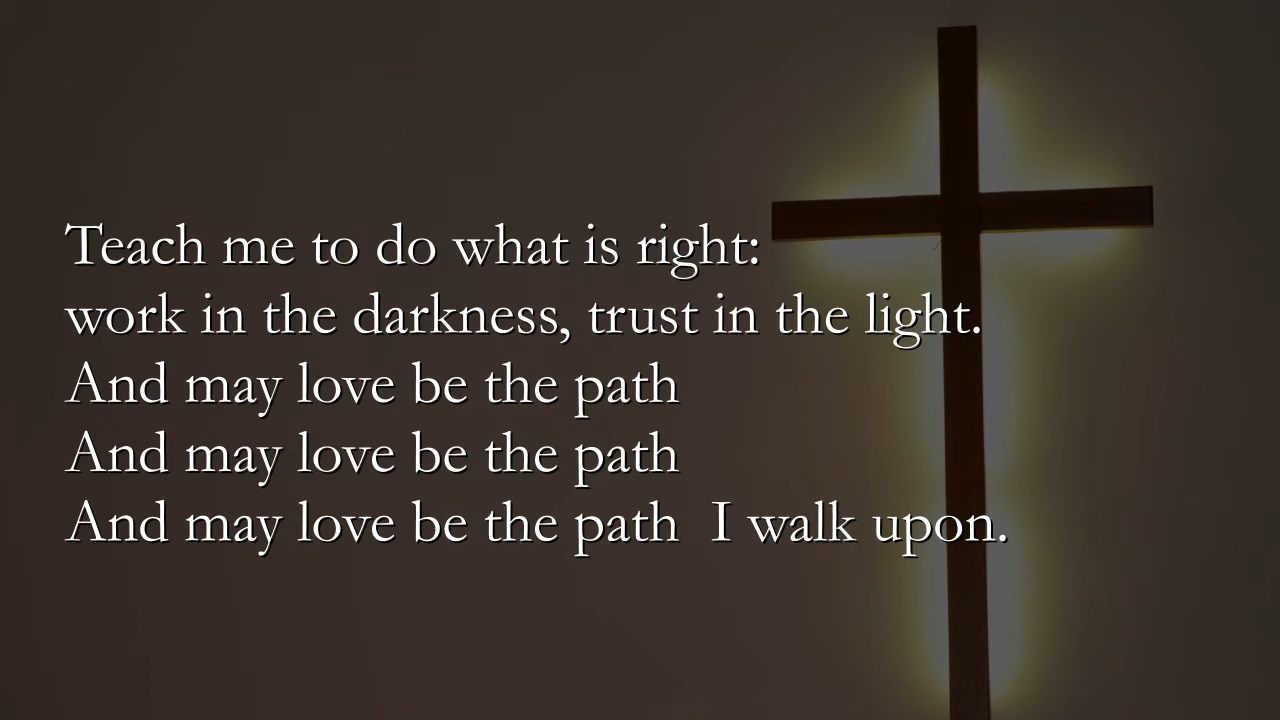 Teach me to do what is right:
work in the darkness, trust in the light.
And may love be the path
And may love be the path
And may love be the path  I walk upon.